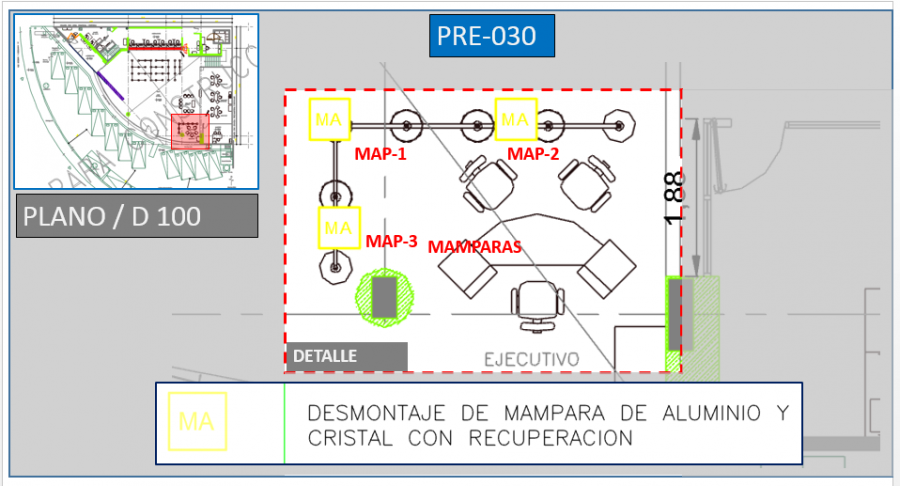 PRE-030
PLANO / D 100
MA
MA
MAP-1
MAP-2
1.88
MA
MAP-3
MAMPARAS
DETALLE
EJECUTIVO
MA
DESMONTAJE DE MAMPARA DE ALUMINIO Y
CRISTAL CON RECUPERACION